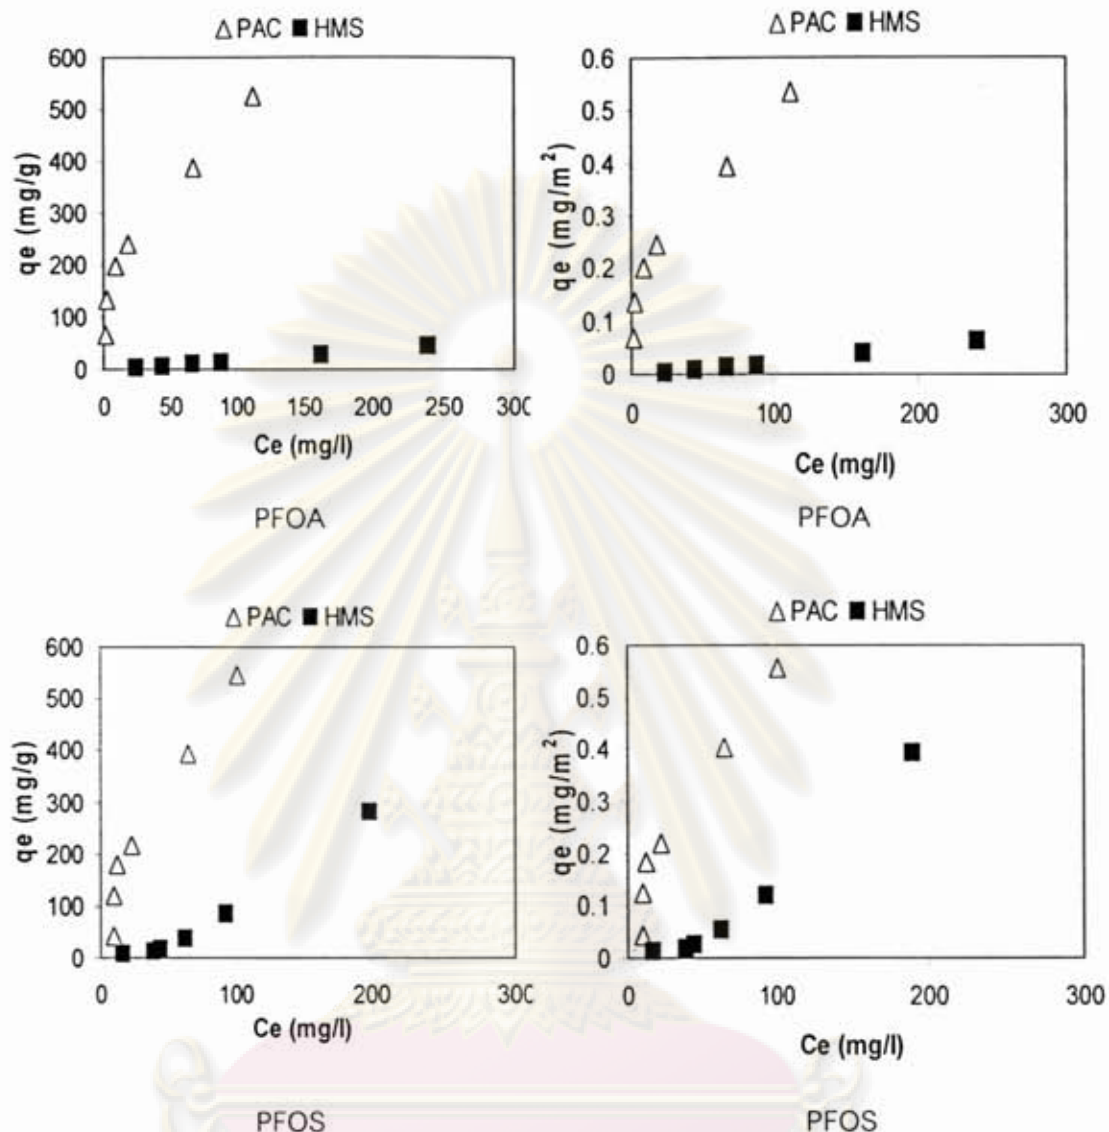 △ PAC ■ HMS
600
500
400
300
200
100
0
qe (mg/g)
0 50 100 150 200 250 300
Ce (mg/l)
PFOA
△ PAC ■ HMS
0.6
0.5
0.4
0.3
0.2
0.1
0
qe (mg/m²)
0 100 200 300
Ce (mg/l)
PFOA
△ PAC ■ HMS
600
500
400
300
200
100
0
qe (mg/g)
0 100 200 300
Ce (mg/l)
PFOS
△ PAC ■ HMS
0.6
0.5
0.4
0.3
0.2
0.1
0
qe (mg/m²)
0 100 200 300
Ce (mg/l)
PFOS